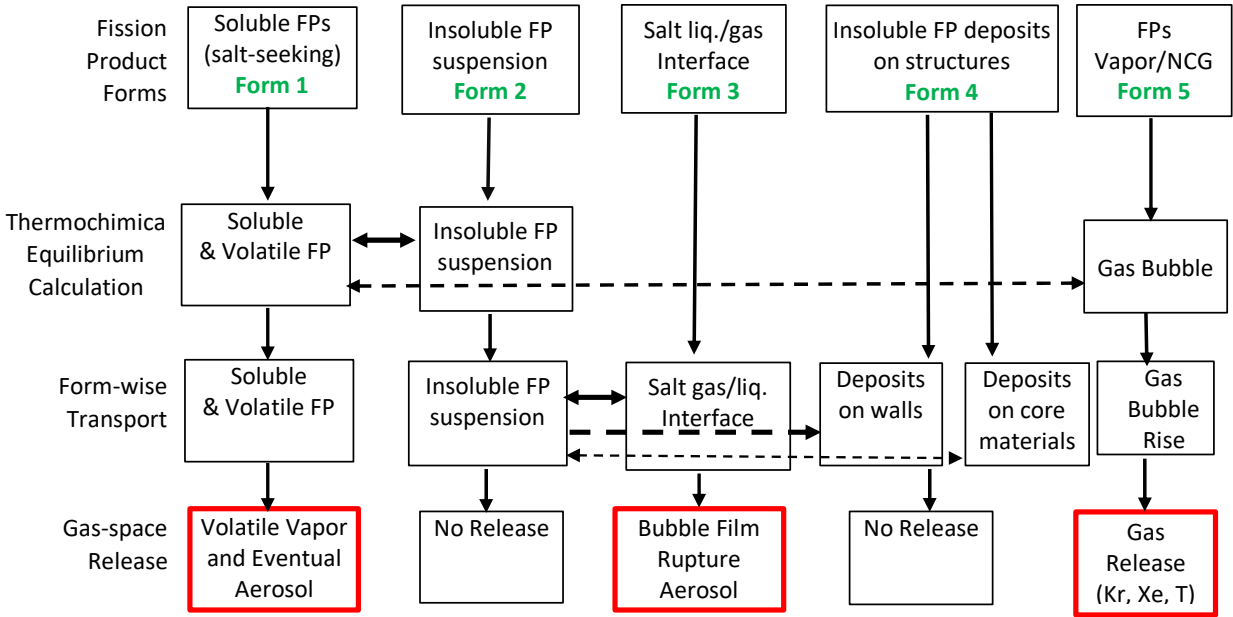 Fission
Product
Forms
Soluble FPs
(salt-seeking)
Form 1
Insoluble FP
suspension
Form 2
Salt liq./gas
Interface
Form 3
Insoluble FP deposits
on structures
Form 4
FPs
Vapor/NCG
Form 5
Thermochimica
Equilibrium
Calculation
Soluble
& Volatile FP
Insoluble FP
suspension
Gas Bubble
Form-wise
Transport
Soluble
& Volatile FP
Insoluble FP
suspension
Salt gas/liq.
Interface
Deposits
on walls
Deposits
on core
materials
Gas
Bubble
Rise
Gas-space
Release
Volatile Vapor
and Eventual
Aerosol
No Release
Bubble Film
Rupture
Aerosol
No Release
Gas
Release
(Kr, Xe, T)